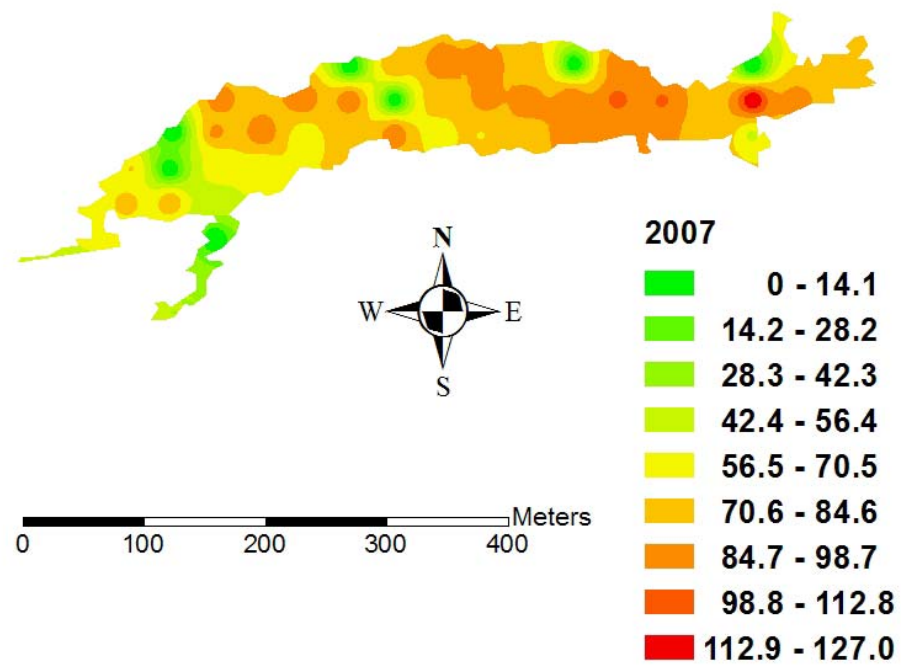 N
W E
S
Meters
0 100 200 300 400
2007
0 - 14.1
14.2 - 28.2
28.3 - 42.3
42.4 - 56.4
56.5 - 70.5
70.6 - 84.6
84.7 - 98.7
98.8 - 112.8
112.9 - 127.0